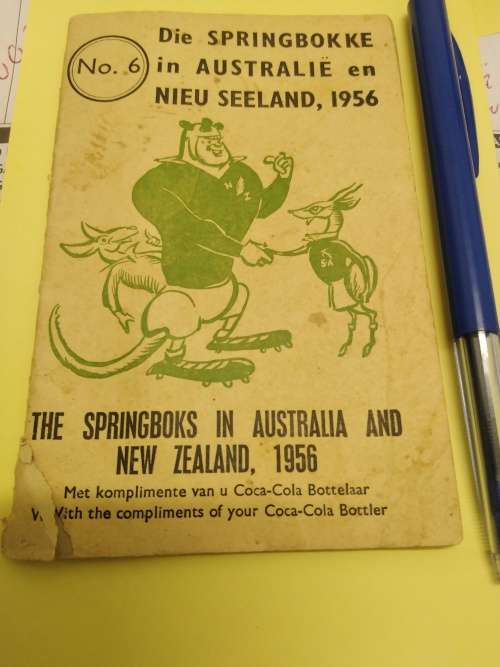 No. 6
Die SPRINGBOKKE
in AUSTRALIË en
NIEU SEELAND, 1956
N Z
S A
THE SPRINGBOKS IN AUSTRALIA AND
NEW ZEALAND, 1956
Met komplimente van u Coca-Cola Bottelaar
With the compliments of your Coca-Cola Bottler